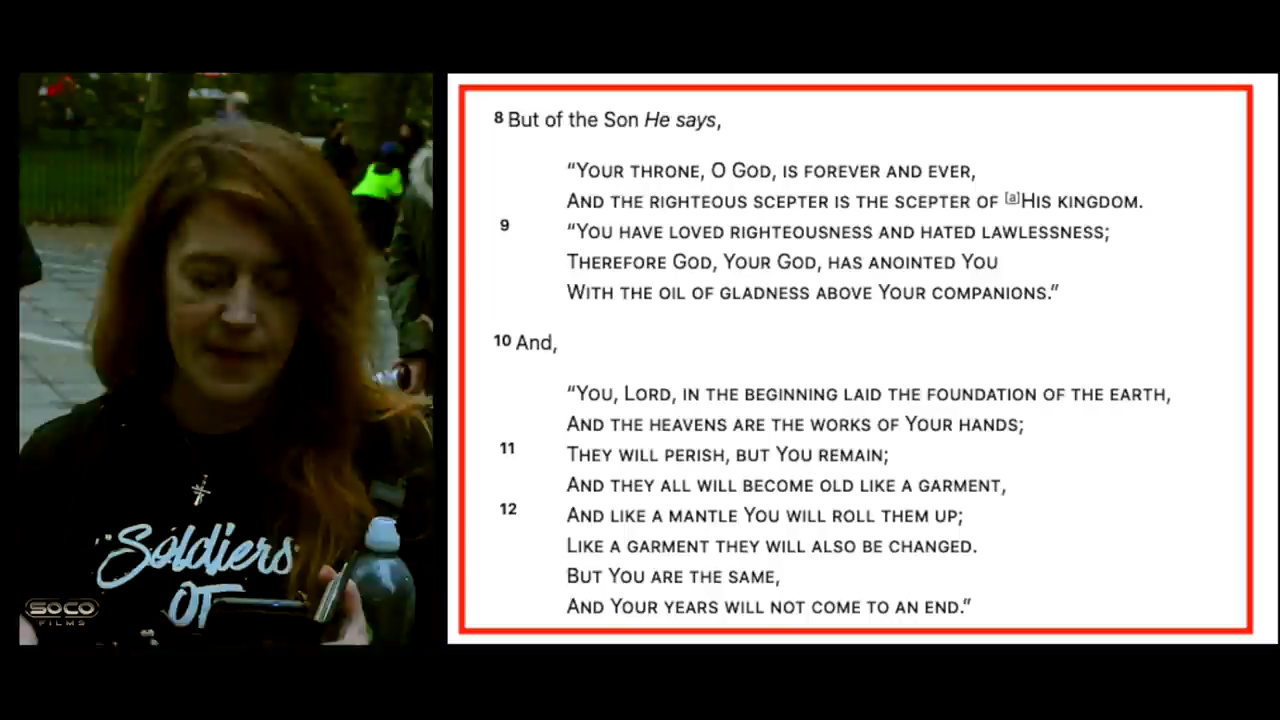 Soldiers
OF
SOCO
FILMS
8 But of the Son He says,
“YOUR THRONE, O GOD, IS FOREVER AND EVER,
AND THE RIGHTEOUS SCEPTER IS THE SCEPTER OF [a]HIS KINGDOM.
9 “YOU HAVE LOVED RIGHTEOUSNESS AND HATED LAWLESSNESS;
THEREFORE GOD, YOUR GOD, HAS ANOINTED YOU
WITH THE OIL OF GLADNESS ABOVE YOUR COMPANIONS.”
10 And,
“YOU, LORD, IN THE BEGINNING LAID THE FOUNDATION OF THE EARTH,
AND THE HEAVENS ARE THE WORKS OF YOUR HANDS;
11 THEY WILL PERISH, BUT YOU REMAIN;
AND THEY ALL WILL BECOME OLD LIKE A GARMENT,
12 AND LIKE A MANTLE YOU WILL ROLL THEM UP;
LIKE A GARMENT THEY WILL ALSO BE CHANGED.
BUT YOU ARE THE SAME,
AND YOUR YEARS WILL NOT COME TO AN END.”